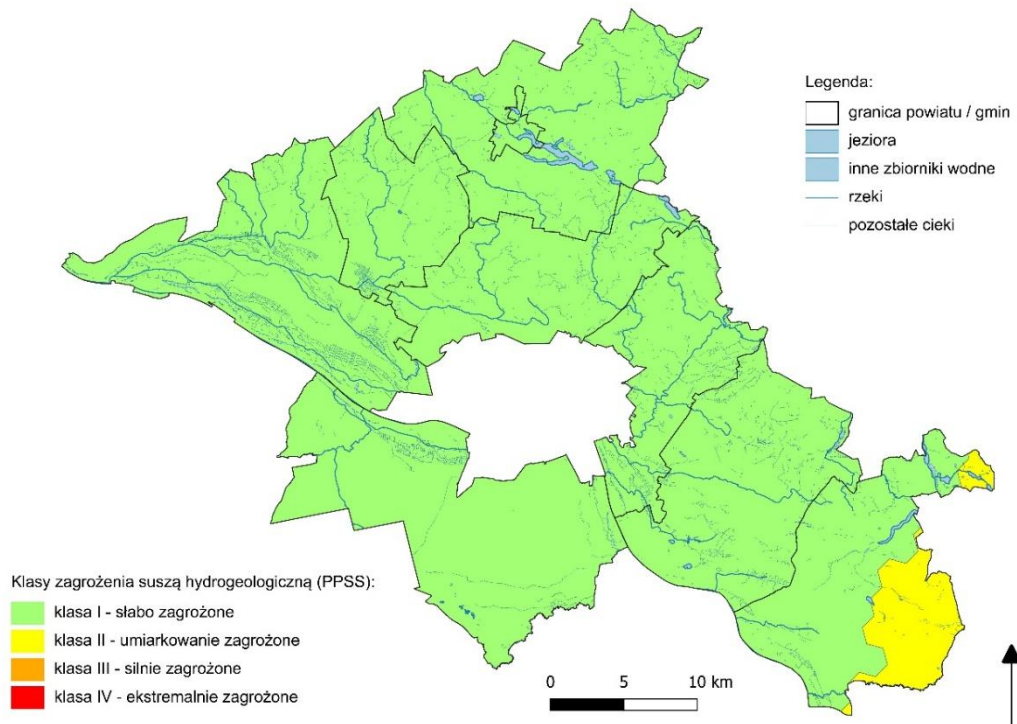 Legenda:
granica powiatu / gmin
jeziora
inne zbiorniki wodne
rzeki
pozostałe cieki
Klasy zagrożenia suszą hydrogeologiczną (PPSS):
klasa I - słabo zagrożone
klasa II - umiarkowanie zagrożone
klasa III - silnie zagrożone
klasa IV - ekstremalnie zagrożone
0 5 10 km